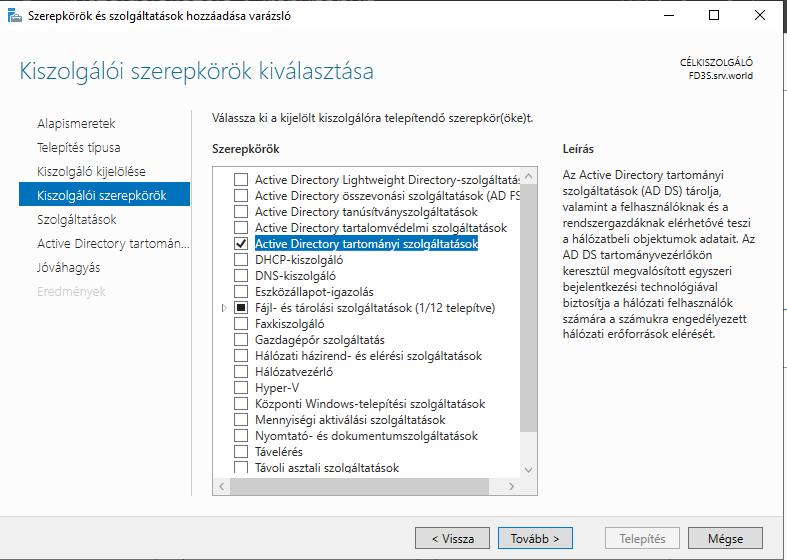 Szerepkörök és szolgáltatások hozzáadása varázsló
Kiszolgálói szerepkörök kiválasztása
CÉLKISZOLGÁLÓ
FD3S.srv.world
Alapismeretek
Telepítés típusa
Kiszolgáló kijelölése
Kiszolgálói szerepkörök
Szolgáltatások
Active Directory tartomán...
Jóváhagyás
Eredmények
Válassza ki a kijelölt kiszolgálóra telepítendő szerepkör(öke)t.
Szerepkörök
Active Directory Lightweight Directory-szolgáltatás
Active Directory összevonási szolgáltatások (AD FS
Active Directory tanúsítványszolgáltatások
Active Directory tartalomvédelmi szolgáltatások
Active Directory tartományi szolgáltatások
DHCP-kiszolgáló
DNS-kiszolgáló
Eszközállapot-igazolás
Fájl- és tárolási szolgáltatások (1/12 telepítve)
Faxkiszolgáló
Gazdagépőr szolgáltatás
Hálózati házirend- és elérési szolgáltatások
Hálózatvezérlő
Hyper-V
Központi Windows-telepítési szolgáltatások
Mennyiségi aktiválási szolgáltatások
Nyomtató- és dokumentumszolgáltatások
Távelérés
Távoli asztali szolgáltatások
Leírás
Az Active Directory tartományi
szolgáltatások (AD DS) tárolja,
valamint a felhasználóknak és a
rendszergazdáknak elérhetővé teszi
a hálózatbeli objektumok adatait. Az
AD DS tartományvezérlőkön
keresztül megvalósított egyszeri
bejelentkezési technológiával
biztosítja a hálózati felhasználók
számára a számukra engedélyezett
hálózati erőforrások elérését.
< Vissza
Tovább >
Telepítés
Mégse